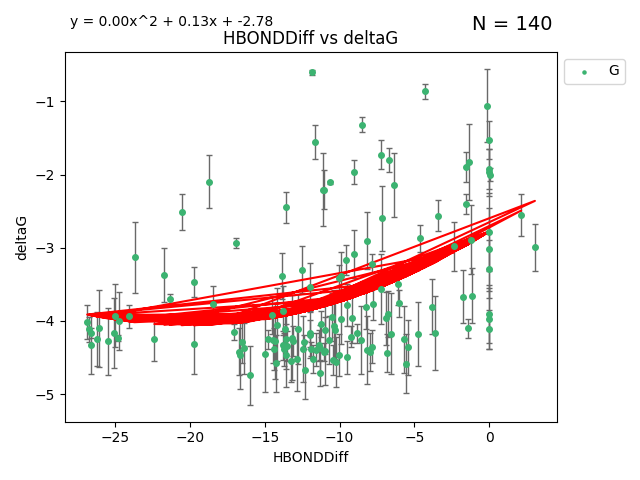 y = 0.00x^2 + 0.13x + -2.78
N = 140
HBONDDiff vs deltaG
G
deltaG
−1
−2
−3
−4
−5
−25 −20 −15 −10 −5 0
HBONDDiff